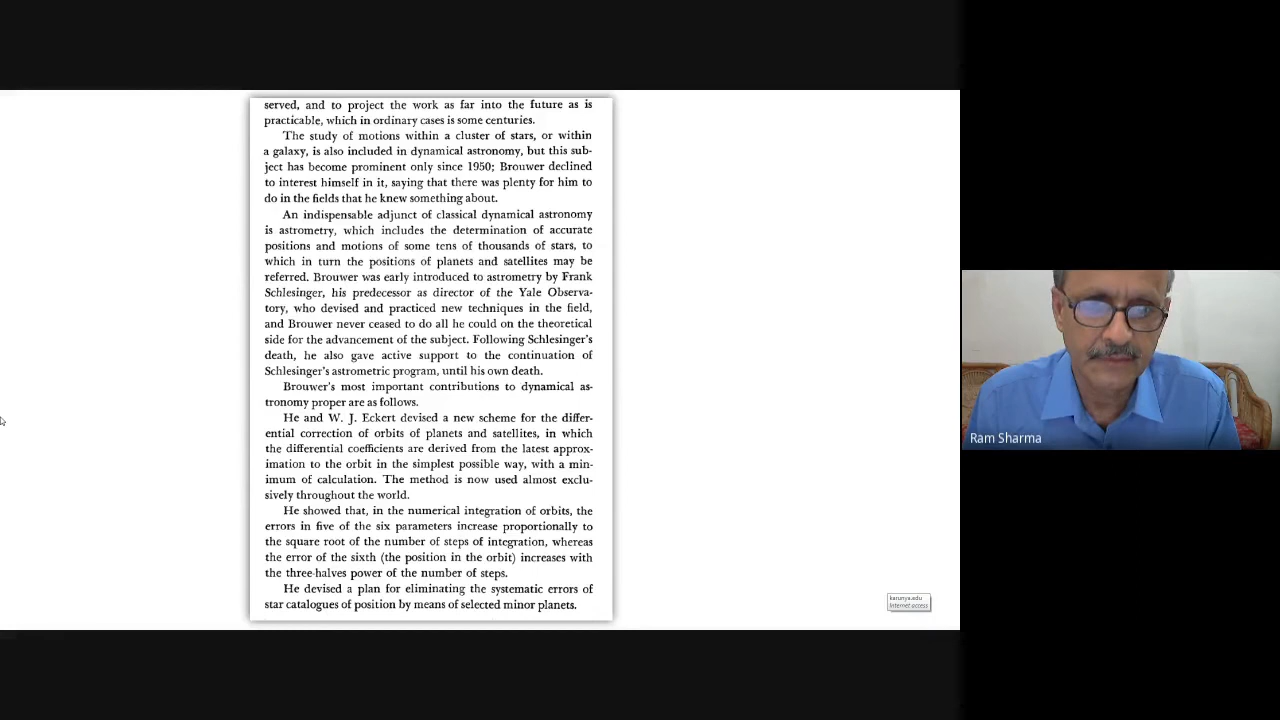 served, and to project the work as far into the future as is
practicable, which in ordinary cases is some centuries.
The study of motions within a cluster of stars, or within
a galaxy, is also included in dynamical astronomy, but this sub-
ject has become prominent only since 1950; Brouwer declined
to interest himself in it, saying that there was plenty for him to
do in the fields that he knew something about.
An indispensable adjunct of classical dynamical astronomy
is astrometry, which includes the determination of accurate
positions and motions of some tens of thousands of stars, to
which in turn the positions of planets and satellites may be
referred. Brouwer was early introduced to astrometry by Frank
Schlesinger, his predecessor as director of the Yale Observa-
tory, who devised and practiced new techniques in the field,
and Brouwer never ceased to do all he could on the theoretical
side for the advancement of the subject. Following Schlesinger's
death, he also gave active support to the continuation of
Schlesinger's astrometric program, until his own death.
Brouwer's most important contributions to dynamical as-
tronomy proper are as follows.
He and W. J. Eckert devised a new scheme for the differ-
ential correction of orbits of planets and satellites, in which
the differential coefficients are derived from the latest approx-
imation to the orbit in the simplest possible way, with a min-
imum of calculation. The method is now used almost exclu-
sively throughout the world.
He showed that, in the numerical integration of orbits, the
errors in five of the six parameters increase proportionally to
the square root of the number of steps of integration, whereas
the error of the sixth (the position in the orbit) increases with
the three-halves power of the number of steps.
He devised a plan for eliminating the systematic errors of
star catalogues of position by means of selected minor planets.
karunya.edu
Internet access
Ram Sharma